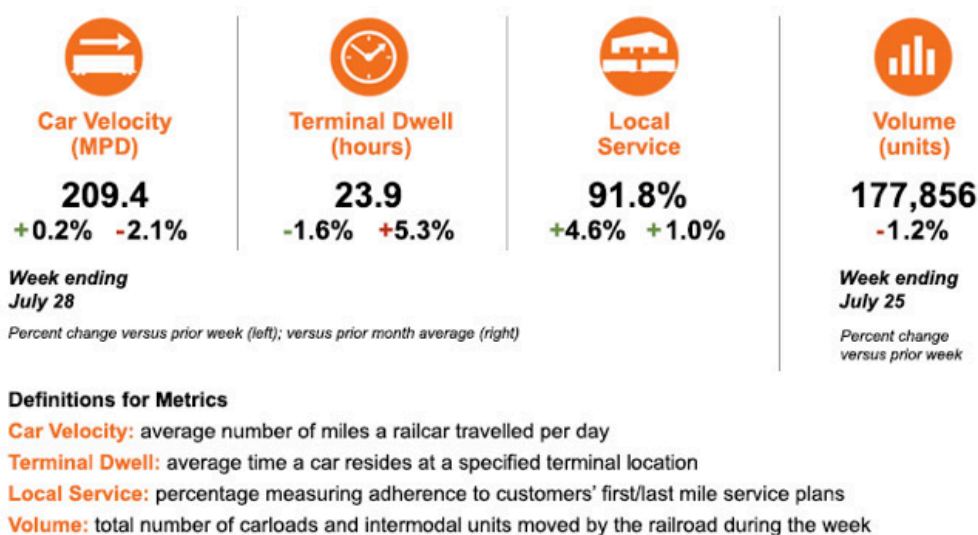 Car Velocity
(MPD)
209.4
+0.2% -2.1%
Terminal Dwell
(hours)
23.9
-1.6% +5.3%
Local
Service
91.8%
+4.6% +1.0%
Volume
(units)
177,856
-1.2%
Week ending
July 28
Percent change versus prior week (left); versus prior month average (right)
Week ending
July 25
Percent change
versus prior week
Definitions for Metrics
Car Velocity: average number of miles a railcar travelled per day
Terminal Dwell: average time a car resides at a specified terminal location
Local Service: percentage measuring adherence to customers' first/last mile service plans
Volume: total number of carloads and intermodal units moved by the railroad during the week